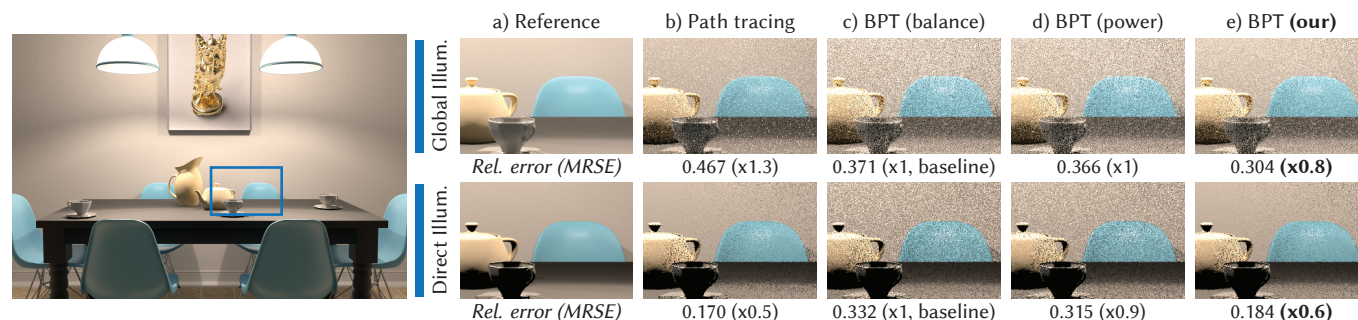 a) Reference b) Path tracing c) BPT (balance) d) BPT (power) e) BPT (our)
Global Illum.
Rel. error (MRSE) 0.467 (x1.3) 0.371 (x1, baseline) 0.366 (x1) 0.304 (x0.8)
Direct Illum.
Rel. error (MRSE) 0.170 (x0.5) 0.332 (x1, baseline) 0.315 (x0.9) 0.184 (x0.6)